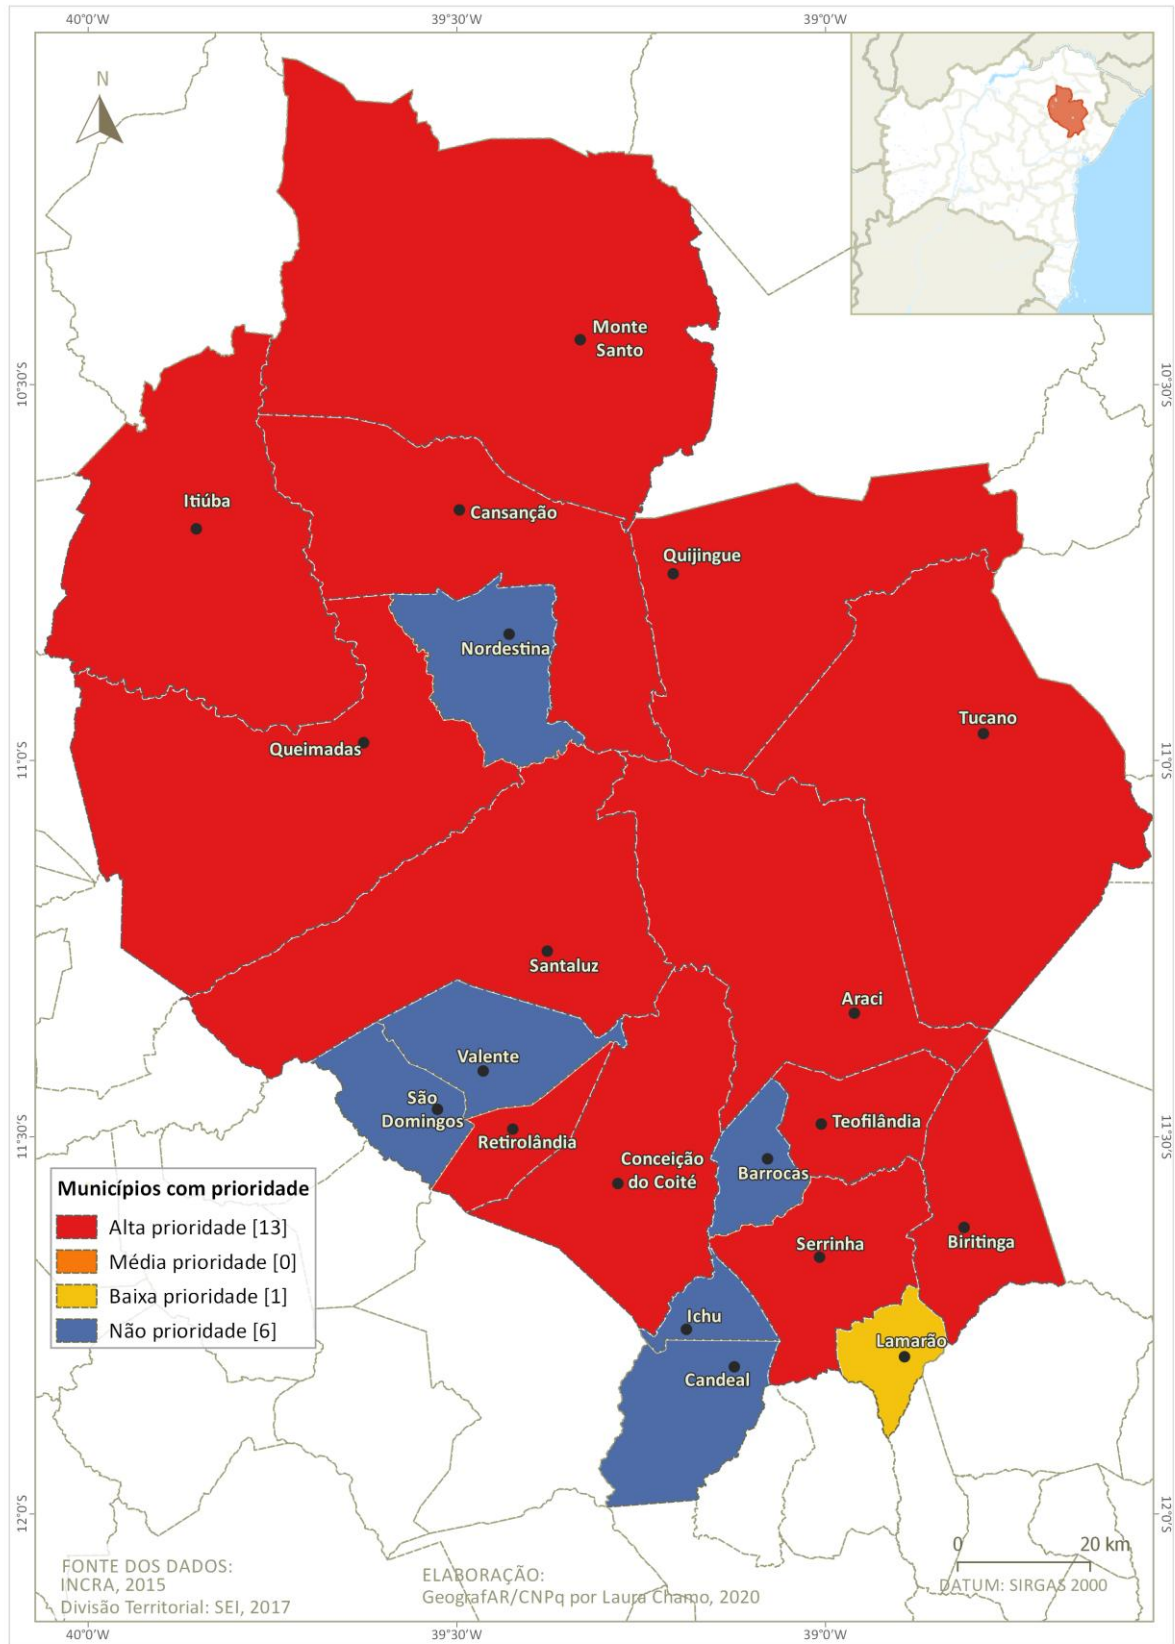 40°0'W
39°30'W
39°0'W
N
Monte
Santo
10°30'S
10°30'S
Itiúba
Cansanção
Quijingue
Nordestina
Tucano
Queimadas
11°0'S
11°0'S
Santaluz
Araci
Valente
São
Domingos
Teofilândia
Retirolândia
11°30'S
11°30'S
Conceição
do Coité
Barrocas
Municípios com prioridade
Alta prioridade [13]
Média prioridade [0]
Baixa prioridade [1]
Não prioridade [6]
Serrinha
Biritinga
Ichu
Lamarão
Candeal
12°0'S
12°0'S
0
20 km
FONTE DOS DADOS:
INCRA, 2015
Divisão Territorial: SEI, 2017
ELABORAÇÃO:
GeografAR/CNPq por Laura Chamo, 2020
DATUM: SIRGAS 2000
40°0'W
39°30'W
39°0'W